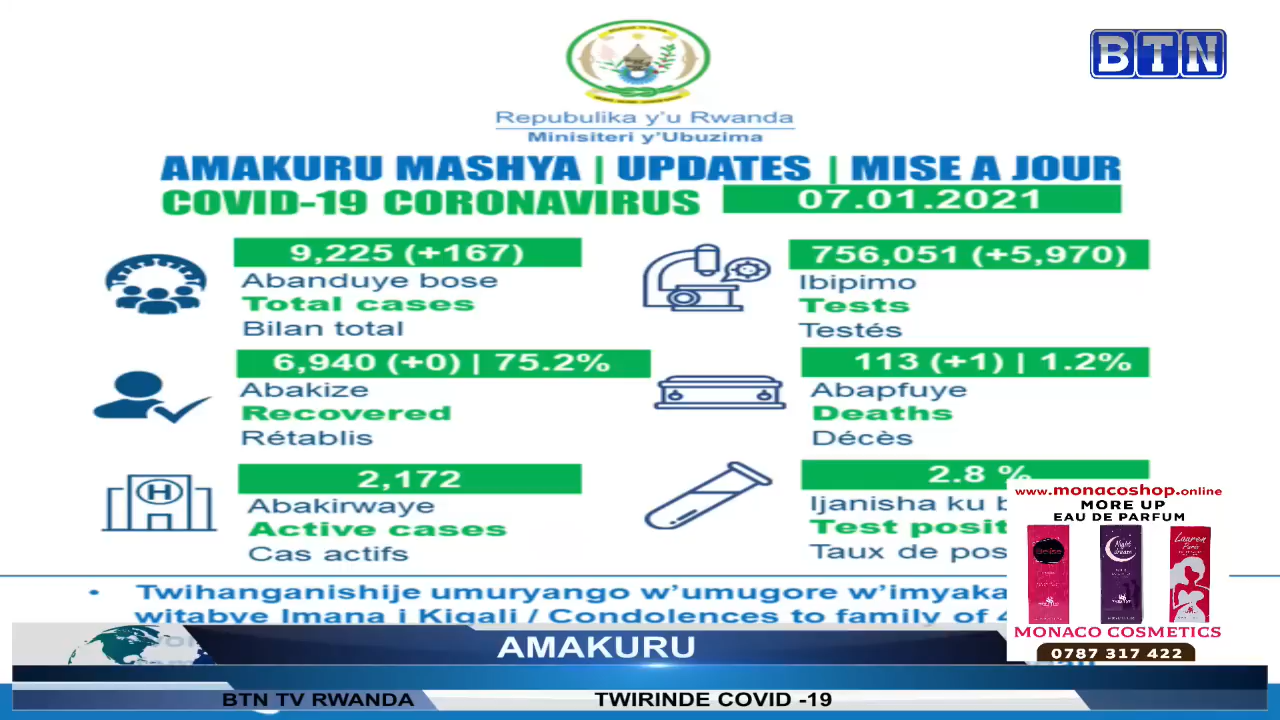 BTN
Repubulika y'u Rwanda
Minisiteri y'Ubuzima
AMAKURU MASHYA | UPDATES | MISE A JOUR
COVID-19 CORONAVIRUS 07.01.2021
9,225 (+167)
Abanduye bose
Total cases
Bilan total
756,051 (+5,970)
Ibipimo
Tests
Testés
6,940 (+0) | 75.2%
Abakize
Recovered
Rétablis
113 (+1) | 1.2%
Abapfuye
Deaths
Décès
2,172
Abakirwaye
Active cases
Cas actifs
2.8 %
Ijanisha ku
Test
Taux de
www.monacoshop.online
MORE UP
EAU DE PARFUM
Night
MONACO COSMETICS
0787 317 422
• Twihanganishije umuryango w'umugore w'imyaka
witabye Imana i Kigali / Condolences to family of
AMAKURU
BTN TV RWANDA TWIRINDE COVID -19